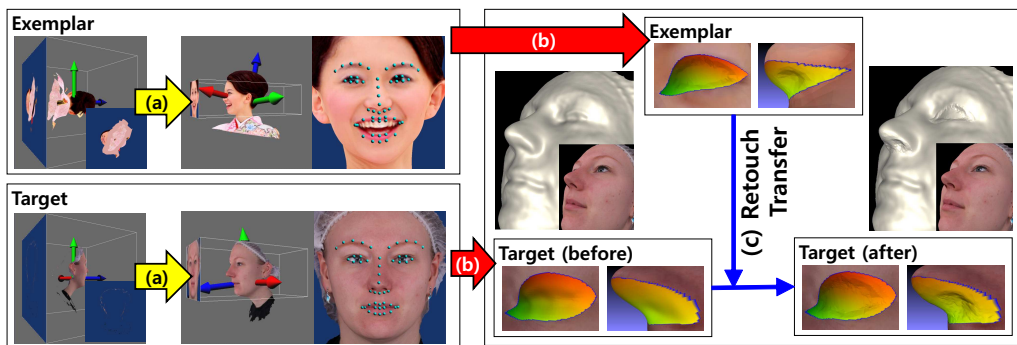 Exemplar
(a)
(b)
Exemplar
(c) Retouch
Transfer
Target
(a)
(b)
Target (before)
Target (after)